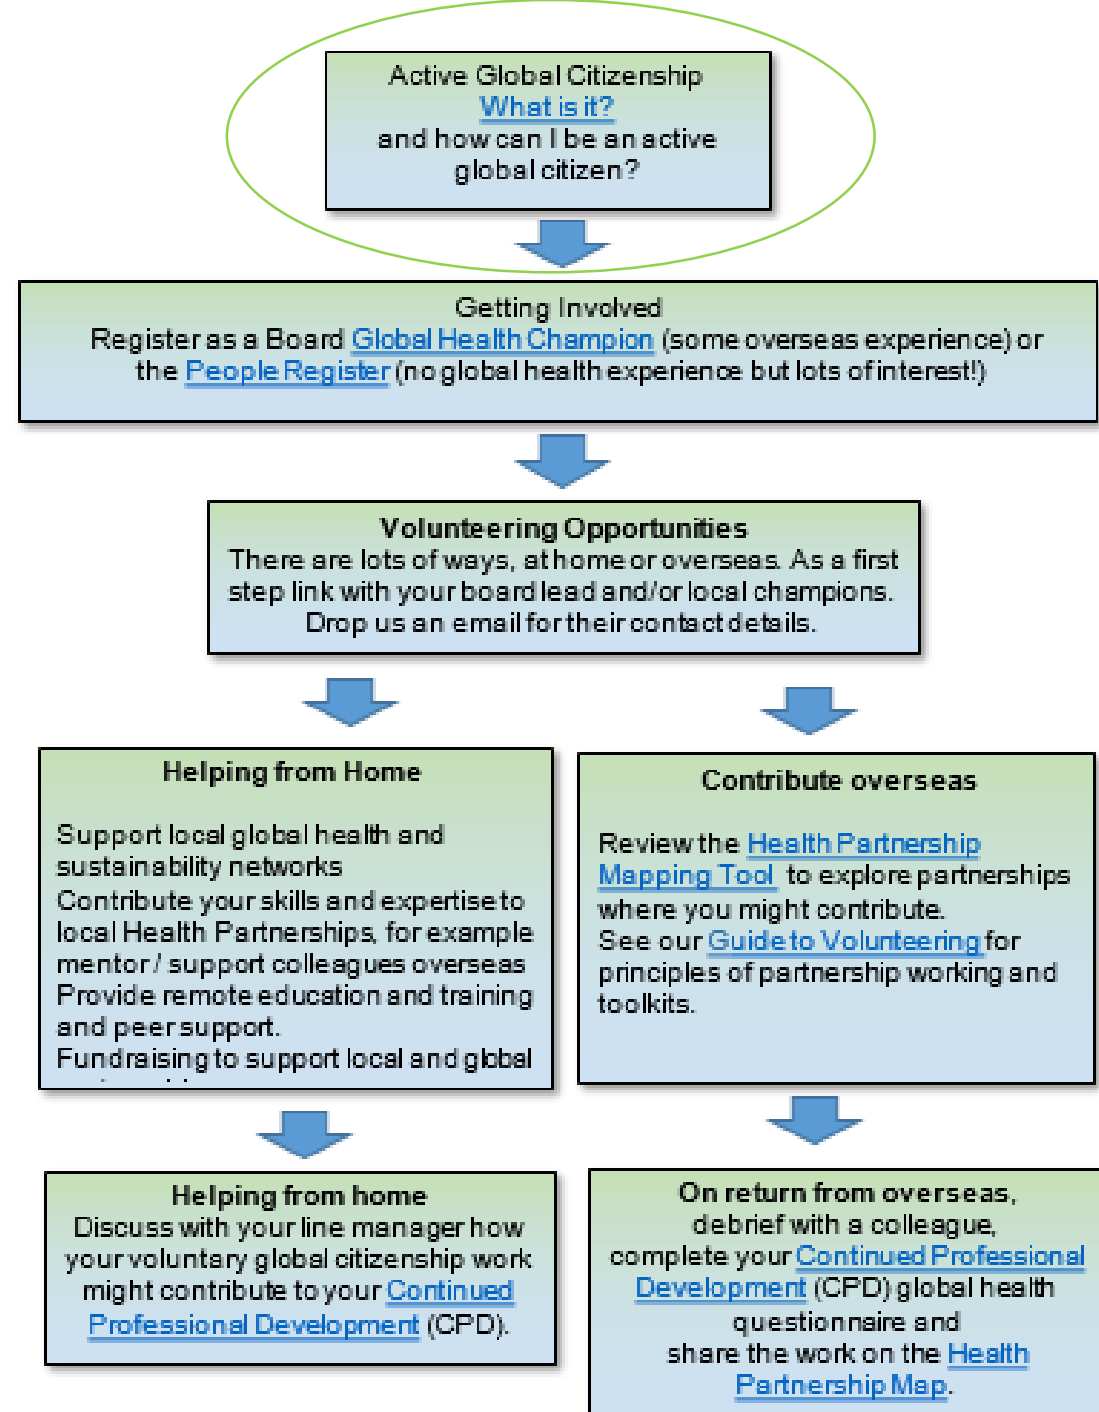 Active Global Citizenship
What is it?
and how can I be an active
global citizen?
Getting Involved
Register as a Board Global Health Champion (some overseas experience) or
the People Register (no global health experience but lots of interest!)
Volunteering Opportunities
There are lots of ways, at home or overseas. As a first
step link with your board lead and/or local champions.
Drop us an email for their contact details.
Helping from Home
Support local global health and
sustainability networks
Contribute your skills and expertise to
local Health Partnerships, for example
mentor / support colleagues overseas
Provide remote education and training
and peer support.
Fundraising to support local and global
Contribute overseas
Review the Health Partnership
Mapping Tool to explore partnerships
where you might contribute.
See our Guide to Volunteering for
principles of partnership working and
toolkits.
Helping from home
Discuss with your line manager how
your voluntary global citizenship work
might contribute to your Continued
Professional Development (CPD).
On return from overseas,
debrief with a colleague,
complete your Continued Professional
Development (CPD) global health
questionnaire and
share the work on the Health
Partnership Map.